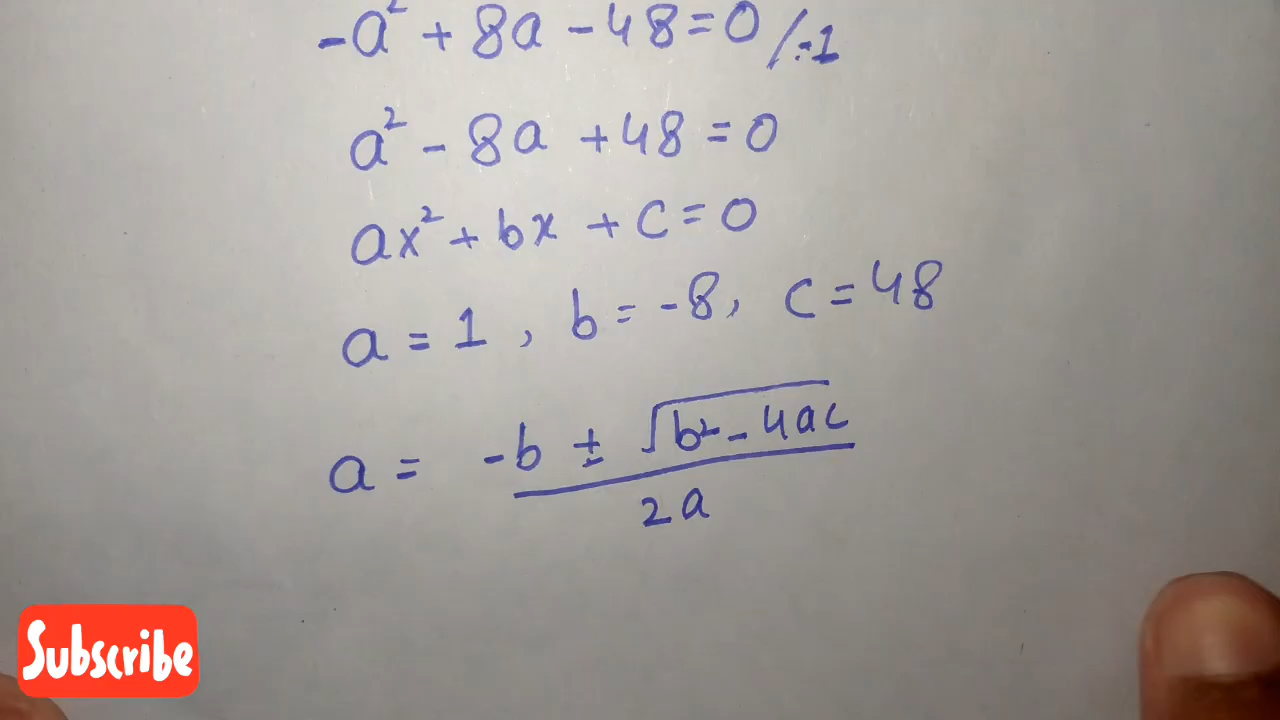 -a² + 8a - 48 = 0 /:-1
a² - 8a + 48 = 0
ax² + bx + c = 0
a = 1, b = -8, c = 48
a = -b ± √b² - 4ac
2a
Subscribe